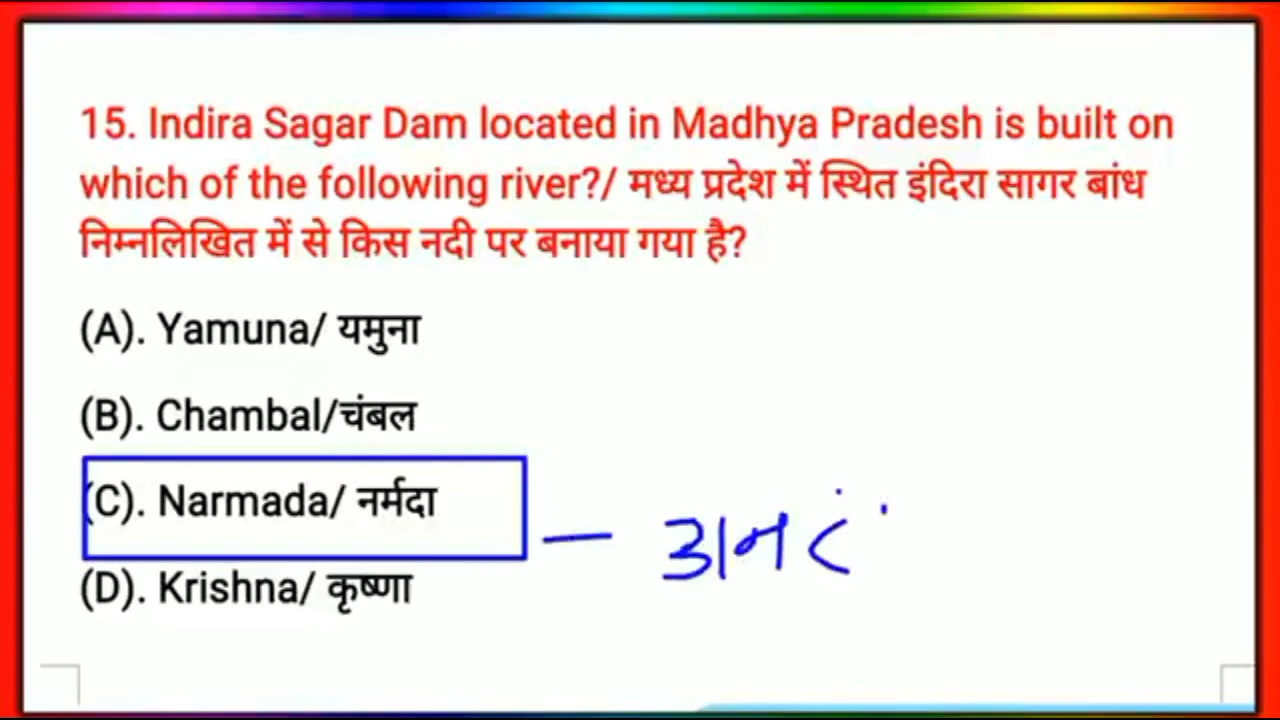 15. Indira Sagar Dam located in Madhya Pradesh is built on
which of the following river?/ मध्य प्रदेश में स्थित इंदिरा सागर बांध
निम्नलिखित में से किस नदी पर बनाया गया है?
(A). Yamuna/ यमुना
(B). Chambal/चंबल
(C). Narmada/ नर्मदा
(D). Krishna/ कृष्णा